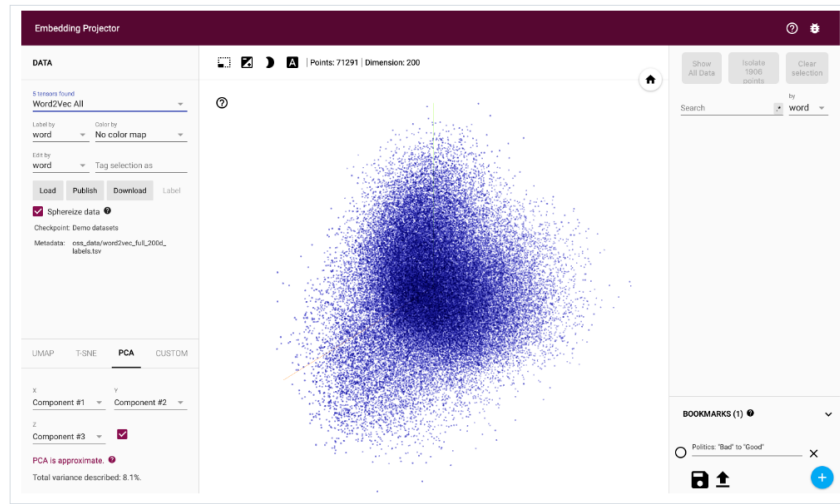 Embedding Projector
DATA
5 tensors found
Word2Vec All
Label by
word
Color by
No color map
Edit by
word
Tag selection as
Load
Publish
Download
Label
Sphereize data
Checkpoint: Demo datasets
Metadata: oss_data/word2vec_full_200d_
labels.tsv
UMAP
T-SNE
PCA
CUSTOM
X
Component #1
Y
Component #2
Z
Component #3
PCA is approximate.
Total variance described: 8.1%.
A
Points: 71291 | Dimension: 200
Show
All Data
Isolate
1906
points
Clear
selection
Search
.*
by
word
BOOKMARKS (1)
Politics: "Bad" to "Good"